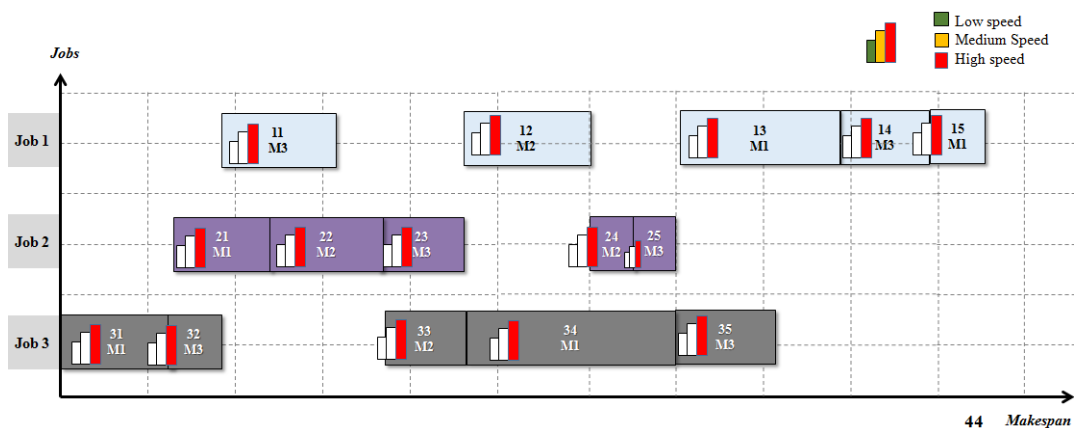 Low speed
Medium Speed
High speed
Jobs
Job 1
11
M3
12
M2
13
M1
14
M3
15
M1
Job 2
21
M1
22
M2
23
M3
24
M2
25
M3
Job 3
31
M1
32
M3
33
M2
34
M1
35
M3
44 Makespan